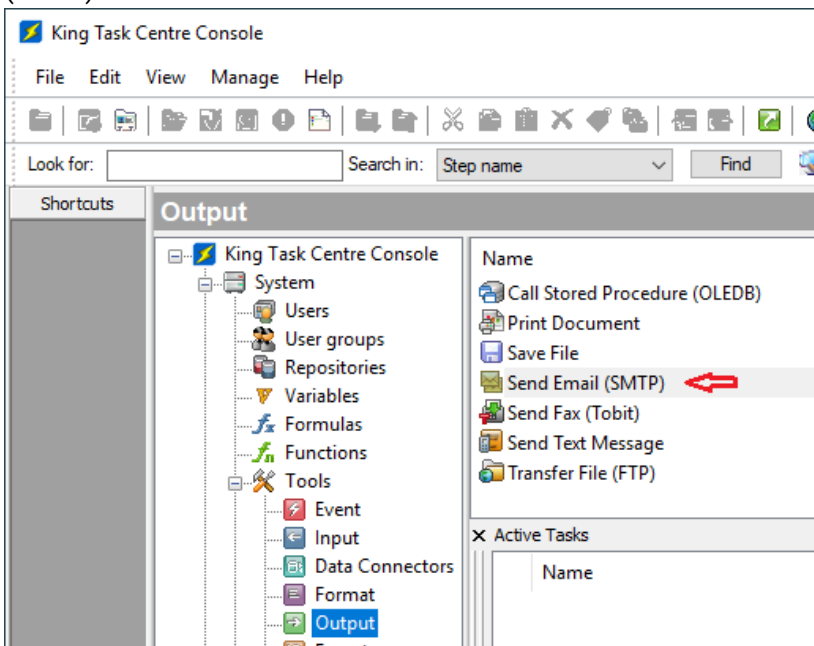 King Task Centre Console
File Edit View Manage Help
Look for: Search in: Step name Find
Shortcuts
Output
King Task Centre Console
System
Users
User groups
Repositories
Variables
Formulas
Functions
Tools
Event
Input
Data Connectors
Format
Output
Name
Call Stored Procedure (OLEDB)
Print Document
Save File
Send Email (SMTP)
Send Fax (Tobit)
Send Text Message
Transfer File (FTP)
Active Tasks
Name